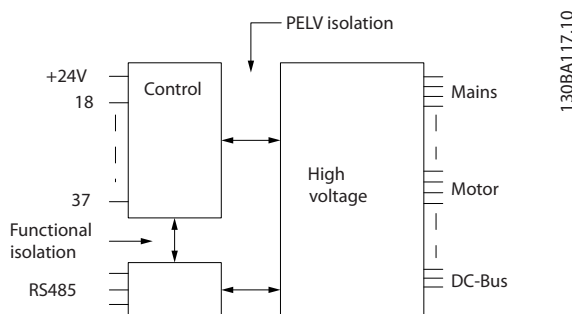 PELV isolation
130BA117.10
+24V
Control
Mains
18
High
voltage
37
Motor
Functional
isolation
RS485
DC-Bus